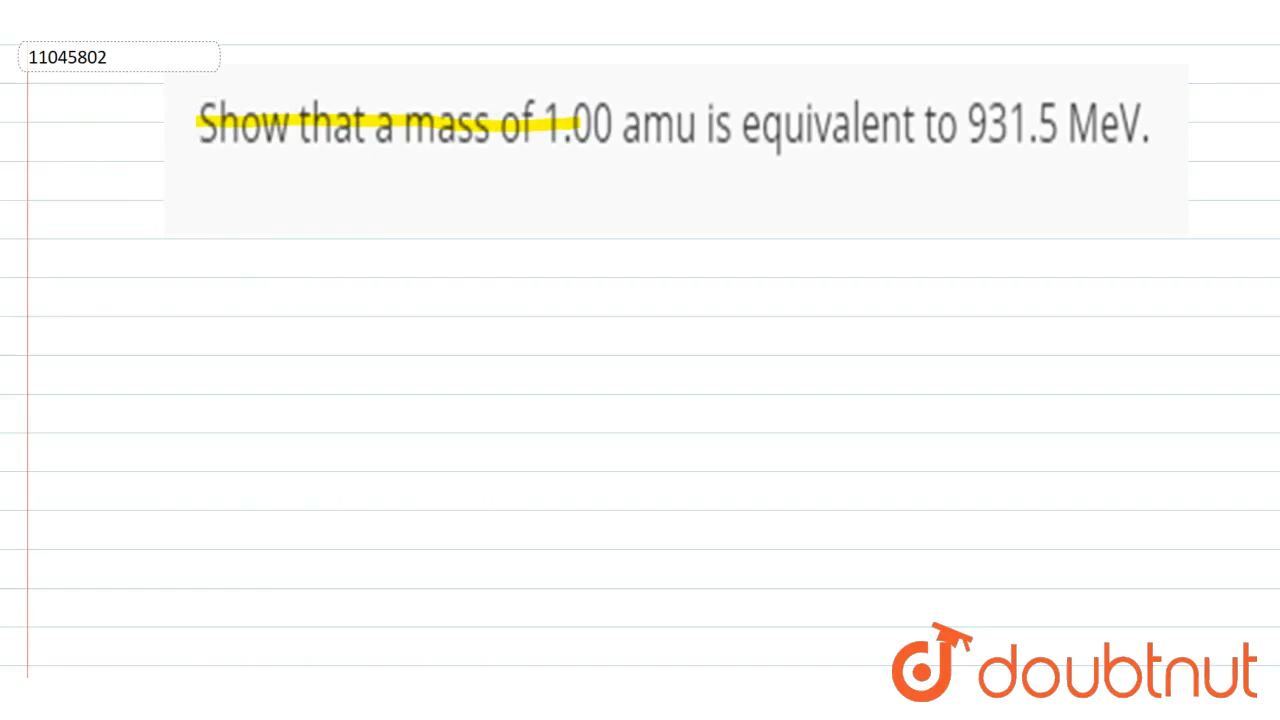 11045802
Show that a mass of 1.00 amu is equivalent to 931.5 MeV.
doubtnut